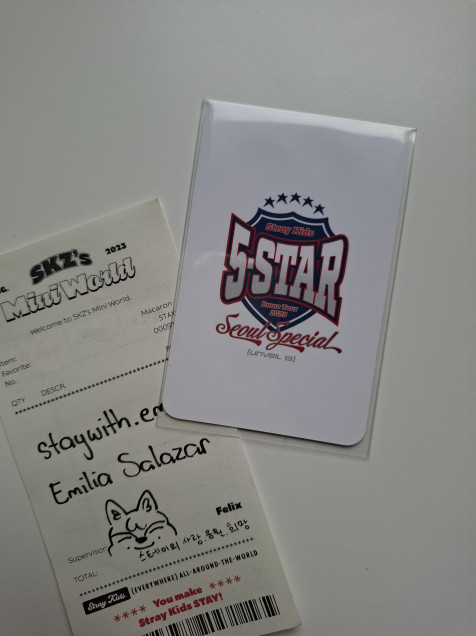 Stray Kids
5-STAR
Dome Tour
2023
Seoul Special
(UNVEIL 13)
SKZ's 2023
Mini World
Welcome to SKZ's Mini World.
Item: Macaron
Favorite:
No.
QTY DESCR.
staywith.em
Emilia Salazar
Felix
Supervisor 스테이의 사랑, 응원, 희망
TOTAL
Stray Kids (EVERYWHERE) ALL-AROUND-THE-WORLD
**** You make ****
Stray Kids STAY!